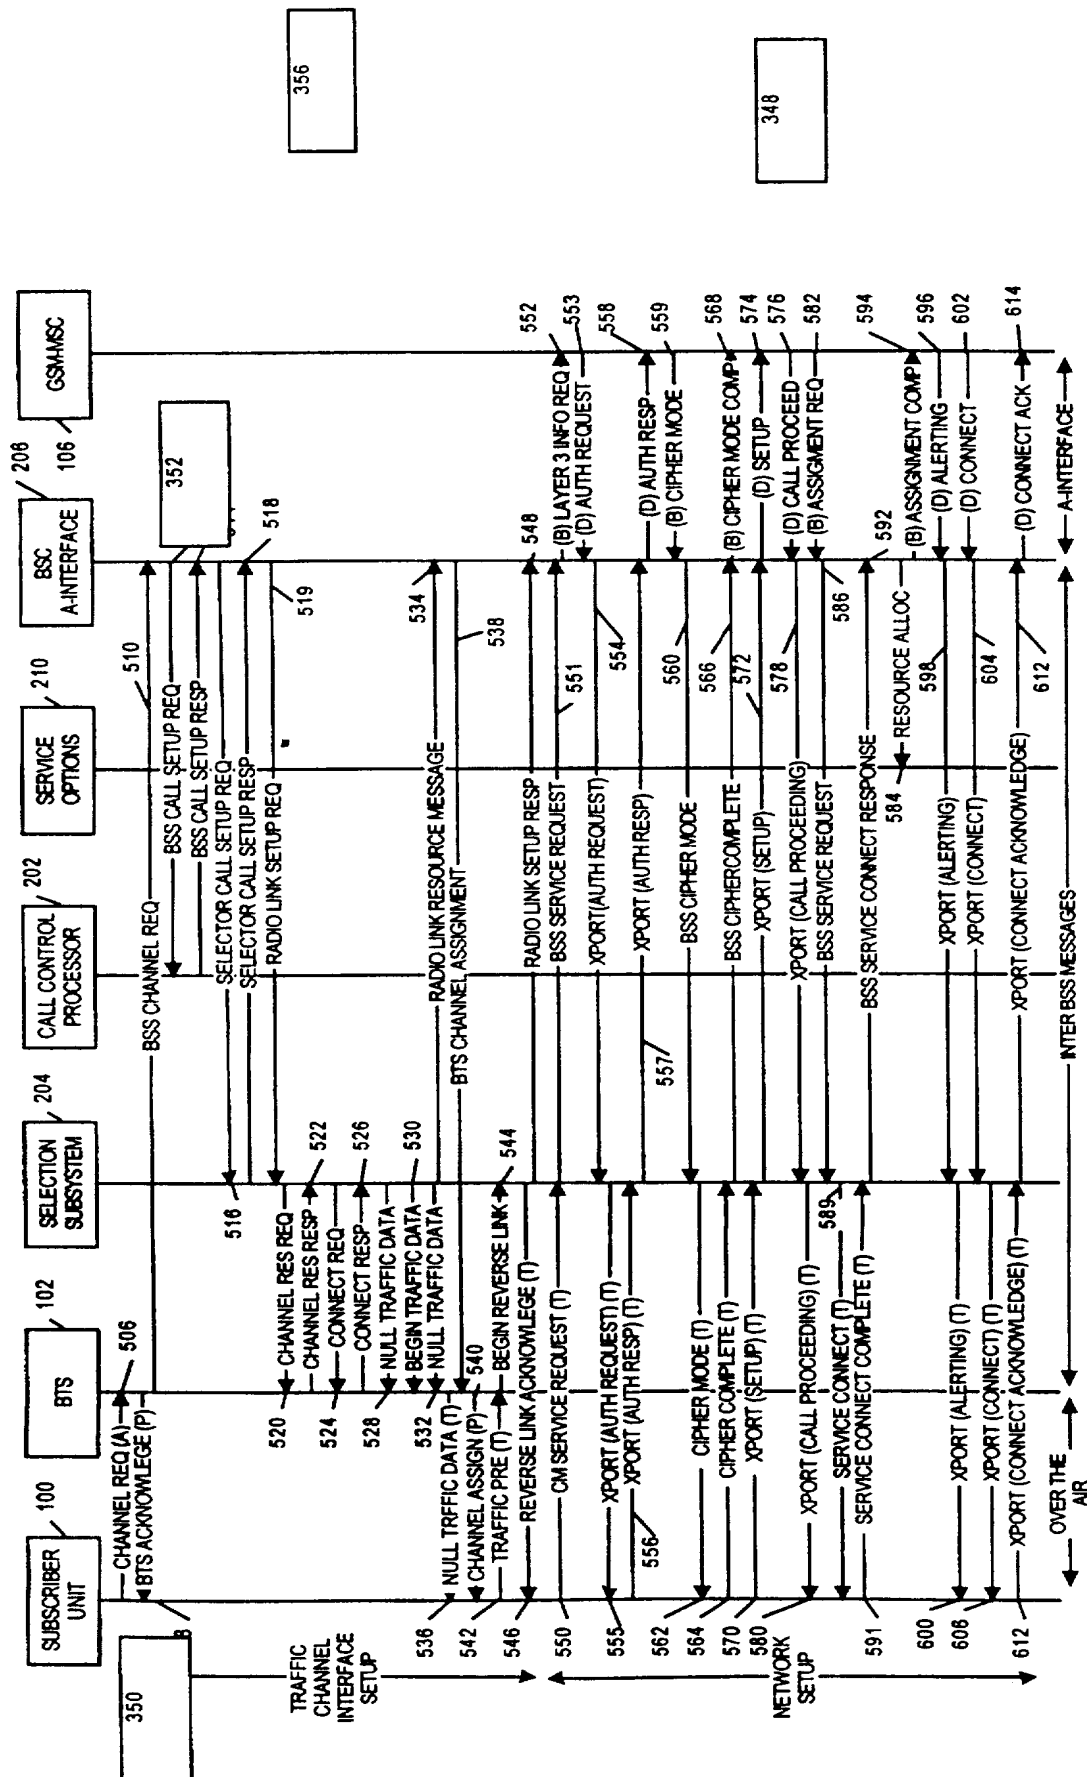 SUBSCRIBER
UNIT
100
BTS
102
SELECTION
SUBSYSTEM
204
CALL CONTROL
PROCESSOR
202
SERVICE
OPTIONS
210
BSC
A-INTERFACE
206
GSM-MSC
106
350
352
356
348
CHANNEL REQ (A)
506
BTS ACKNOWLEGE (P)
BSS CHANNEL REQ
510
BSS CALL SETUP REQ
BSS CALL SETUP RESP
SELECTOR CALL SETUP REQ
516
SELECTOR CALL SETUP RESP
518
RADIO LINK SETUP REQ
519
CHANNEL RES REQ
520
CHANNEL RES RESP
522
CONNECT REQ
524
CONNECT RESP
526
NULL TRAFFIC DATA
528
BEGIN TRAFFIC DATA
530
NULL TRAFFIC DATA
532
RADIO LINK RESOURCE MESSAGE
534
NULL TRFFIC DATA (T)
536
BTS CHANNEL ASSIGNMENT
538
CHANNEL ASSIGN (P)
540
542
TRAFFIC PRE (T)
BEGIN REVERSE LINK
544
REVERSE LINK ACKNOWLEGE (T)
546
RADIO LINK SETUP RESP
548
TRAFFIC
CHANNEL
INTERFACE
SETUP
CM SERVICE REQUEST (T)
550
BSS SERVICE REQUEST
551
(B) LAYER 3 INFO REQ
552
(D) AUTH REQUEST
553
XPORT(AUTH REQUEST)
554
XPORT (AUTH REQUEST) (T)
555
XPORT (AUTH RESP) (T)
556
XPORT (AUTH RESP)
557
(D) AUTH RESP
558
(B) CIPHER MODE
559
BSS CIPHER MODE
560
CIPHER MODE (T)
562
CIPHER COMPLETE (T)
564
BSS CIPHERCOMPLETE
566
(B) CIPHER MODE COMP
568
XPORT (SETUP) (T)
570
XPORT (SETUP)
572
(D) SETUP
574
(D) CALL PROCEED
576
XPORT (CALL PROCEEDING)
578
XPORT (CALL PROCEEDING) (T)
580
(B) ASSIGMENT REQ
582
BSS SERVICE REQUEST
586
SERVICE CONNECT (T)
589
SERVICE CONNECT COMPLETE (T)
591
BSS SERVICE CONNECT RESPONSE
592
RESOURCE ALLOC
584
(B) ASSIGNMENT COMP
594
(D) ALERTING
596
XPORT (ALERTING)
598
XPORT (ALERTING) (T)
600
(D) CONNECT
602
XPORT (CONNECT)
604
XPORT (CONNECT) (T)
608
XPORT (CONNECT ACKNOWLEDGE) (T)
612
XPORT (CONNECT ACKNOWLEDGE)
612
(D) CONNECT ACK
614
NETWORK
SETUP
OVER THE
AIR
INTER BSS MESSAGES
A-INTERFACE